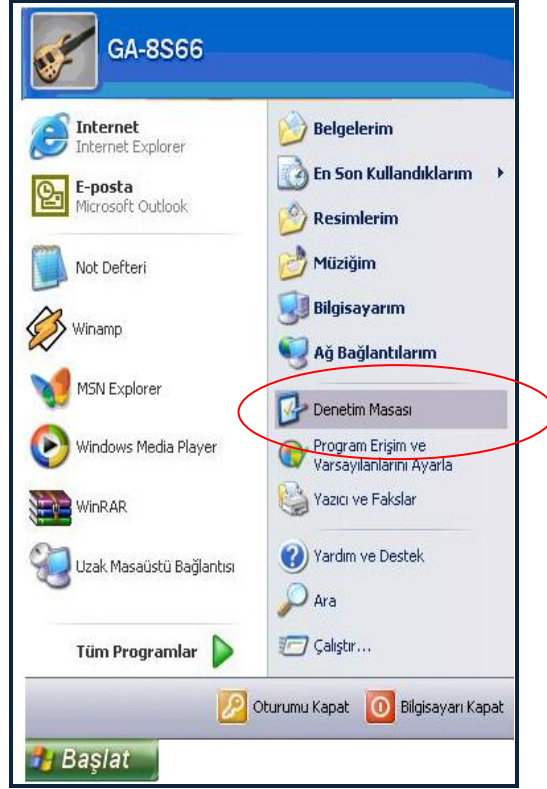 GA-8S66
Internet
Internet Explorer
E-posta
Microsoft Outlook
Not Defteri
Winamp
MSN Explorer
Windows Media Player
WinRAR
Uzak Masaüstü Bağlantısı
Tüm Programlar
Belgelerim
En Son Kullandıklarım
Resimlerim
Müziğim
Bilgisayarım
Ağ Bağlantılarım
Denetim Masası
Program Erişim ve
Varsayılanlarını Ayarla
Yazıcı ve Fakslar
Yardım ve Destek
Ara
Çalıştır...
Oturumu Kapat
Bilgisayarı Kapat
Başlat